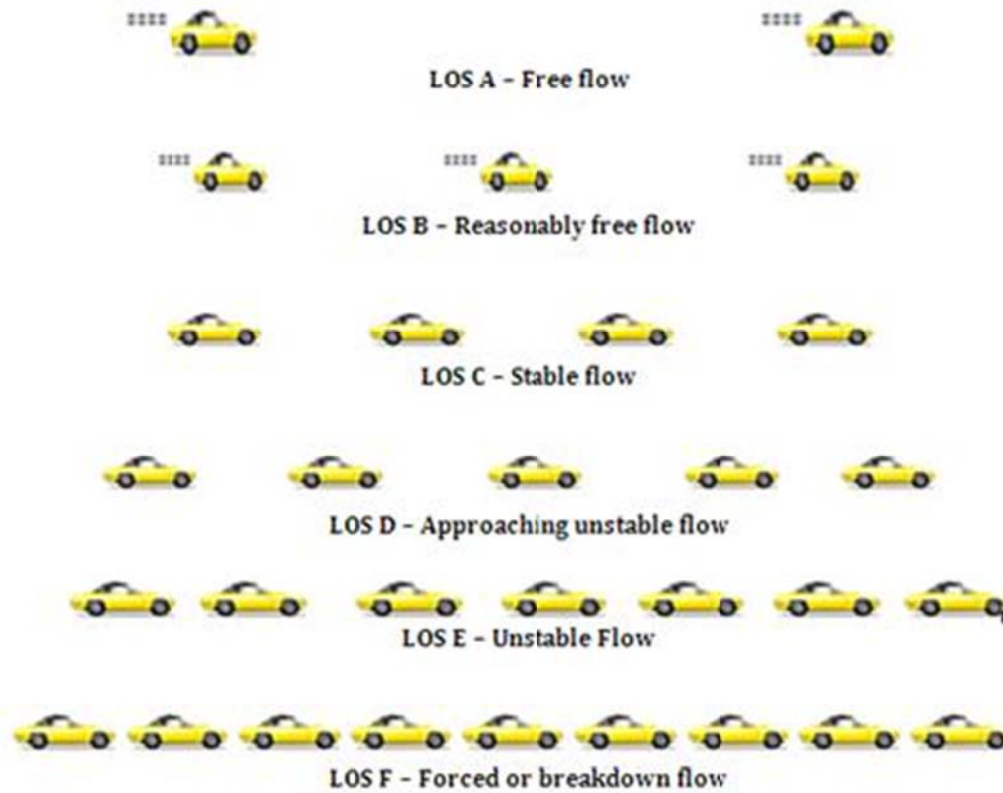 LOS A – Free flow
LOS B – Reasonably free flow
LOS C – Stable flow
LOS D – Approaching unstable flow
LOS E – Unstable Flow
LOS F – Forced or breakdown flow